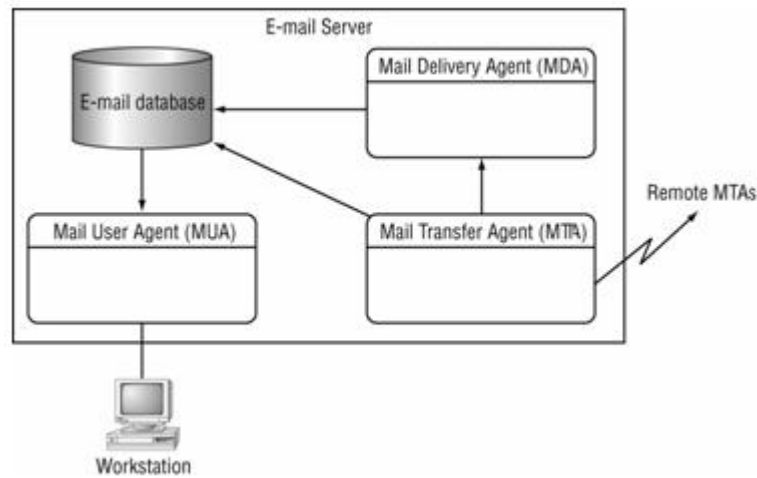 E-mail Server
Mail Delivery Agent (MDA)
E-mail database
Remote MTAs
Mail User Agent (MUA)
Mail Transfer Agent (MTA)
Workstation